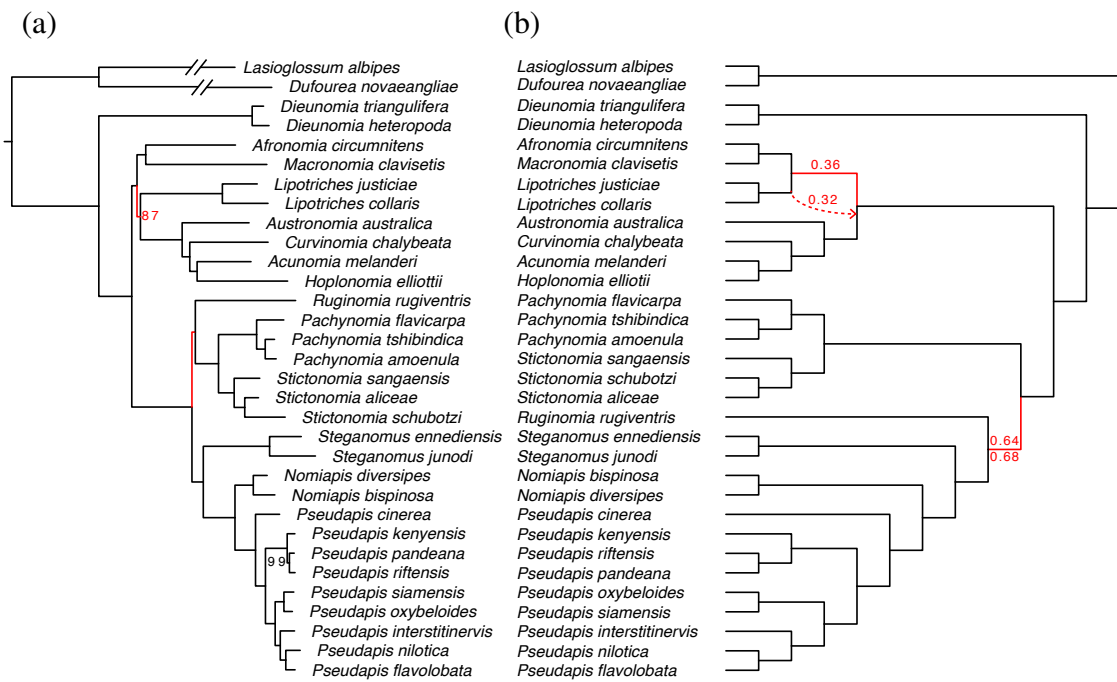 (a)
Lasioglossum albipes
Dufourea novaeangliae
Dieunomia triangulifera
Dieunomia heteropoda
Afronomia circumnitens
Macronomia clavisetis
Lipotriches justiciae
87
Lipotriches collaris
Austronomia australica
Curvinomia chalybeata
Acunomia melanderi
Hoplonomia elliottii
Ruginomia rugiventris
Pachynomia flavicarpa
Pachynomia tshibindica
Pachynomia amoenula
Stictonomia sangaensis
Stictonomia aliceae
Stictonomia schubotzi
Steganomus ennediensis
Steganomus junodi
Nomiapis diversipes
Nomiapis bispinosa
Pseudapis cinerea
Pseudapis kenyensis
Pseudapis pandeana
99
Pseudapis riftensis
Pseudapis siamensis
Pseudapis oxybeloides
Pseudapis interstitinervis
Pseudapis nilotica
Pseudapis flavolobata
(b)
Lasioglossum albipes
Dufourea novaeangliae
Dieunomia triangulifera
Dieunomia heteropoda
Afronomia circumnitens
Macronomia clavisetis
0.36
Lipotriches justiciae
Lipotriches collaris
0.32
Austronomia australica
Curvinomia chalybeata
Acunomia melanderi
Hoplonomia elliotii
Pachynomia flavicarpa
Pachynomia tshibindica
Pachynomia amoenula
Stictonomia sangaensis
Stictonomia schubotzi
Stictonomia aliceae
Ruginomia rugiventris
Steganomus ennediensis
0.64
Steganomus junodi
0.68
Nomiapis bispinosa
Nomiapis diversipes
Pseudapis cinerea
Pseudapis kenyensis
Pseudapis riftensis
Pseudapis pandeana
Pseudapis oxybeloides
Pseudapis siamensis
Pseudapis interstitinervis
Pseudapis nilotica
Pseudapis flavolobata